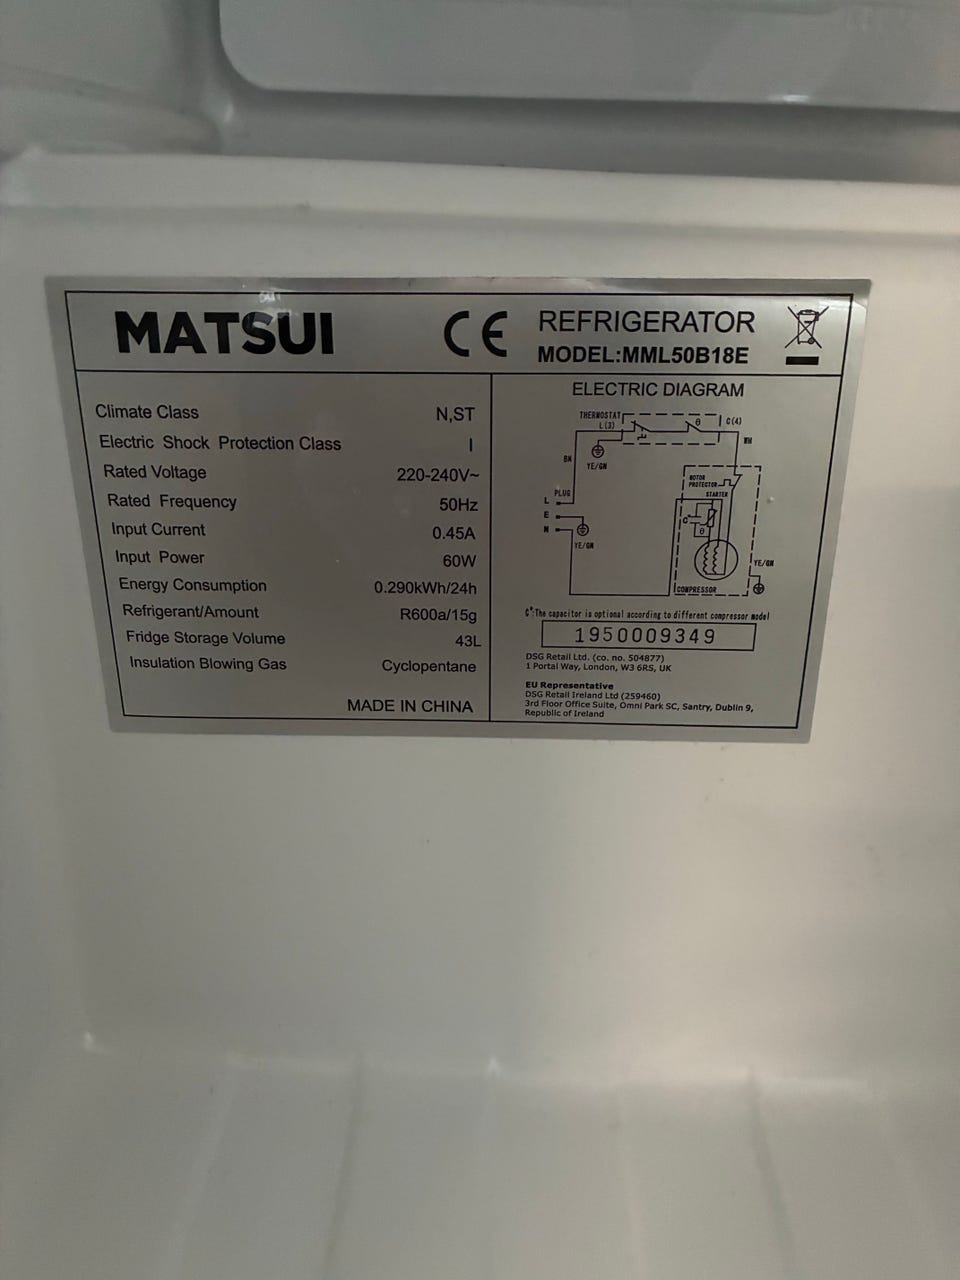 MATSUI
CE
REFRIGERATOR
MODEL:MML50B18E
Climate Class N,ST
Electric Shock Protection Class I
Rated Voltage 220-240V~
Rated Frequency 50Hz
Input Current 0.45A
Input Power 60W
Energy Consumption 0.290kWh/24h
Refrigerant/Amount R600a/15g
Fridge Storage Volume 43L
Insulation Blowing Gas Cyclopentane
MADE IN CHINA
ELECTRIC DIAGRAM
THERMOSTAT
L(3)
θ
C(4)
BN
YE/GN
WH
MOTOR
PROTECTOR
STARTER
PLUG
L
E
N
YE/GN
C*
θ
YE/GN
COMPRESSOR
C*:The capacitor is optional according to different compressor model
1950009349
DSG Retail Ltd. (co. no. 504877)
1 Portal Way, London, W3 6RS, UK
EU Representative
DSG Retail Ireland Ltd (259460)
3rd Floor Office Suite, Omni Park SC, Santry, Dublin 9,
Republic of Ireland